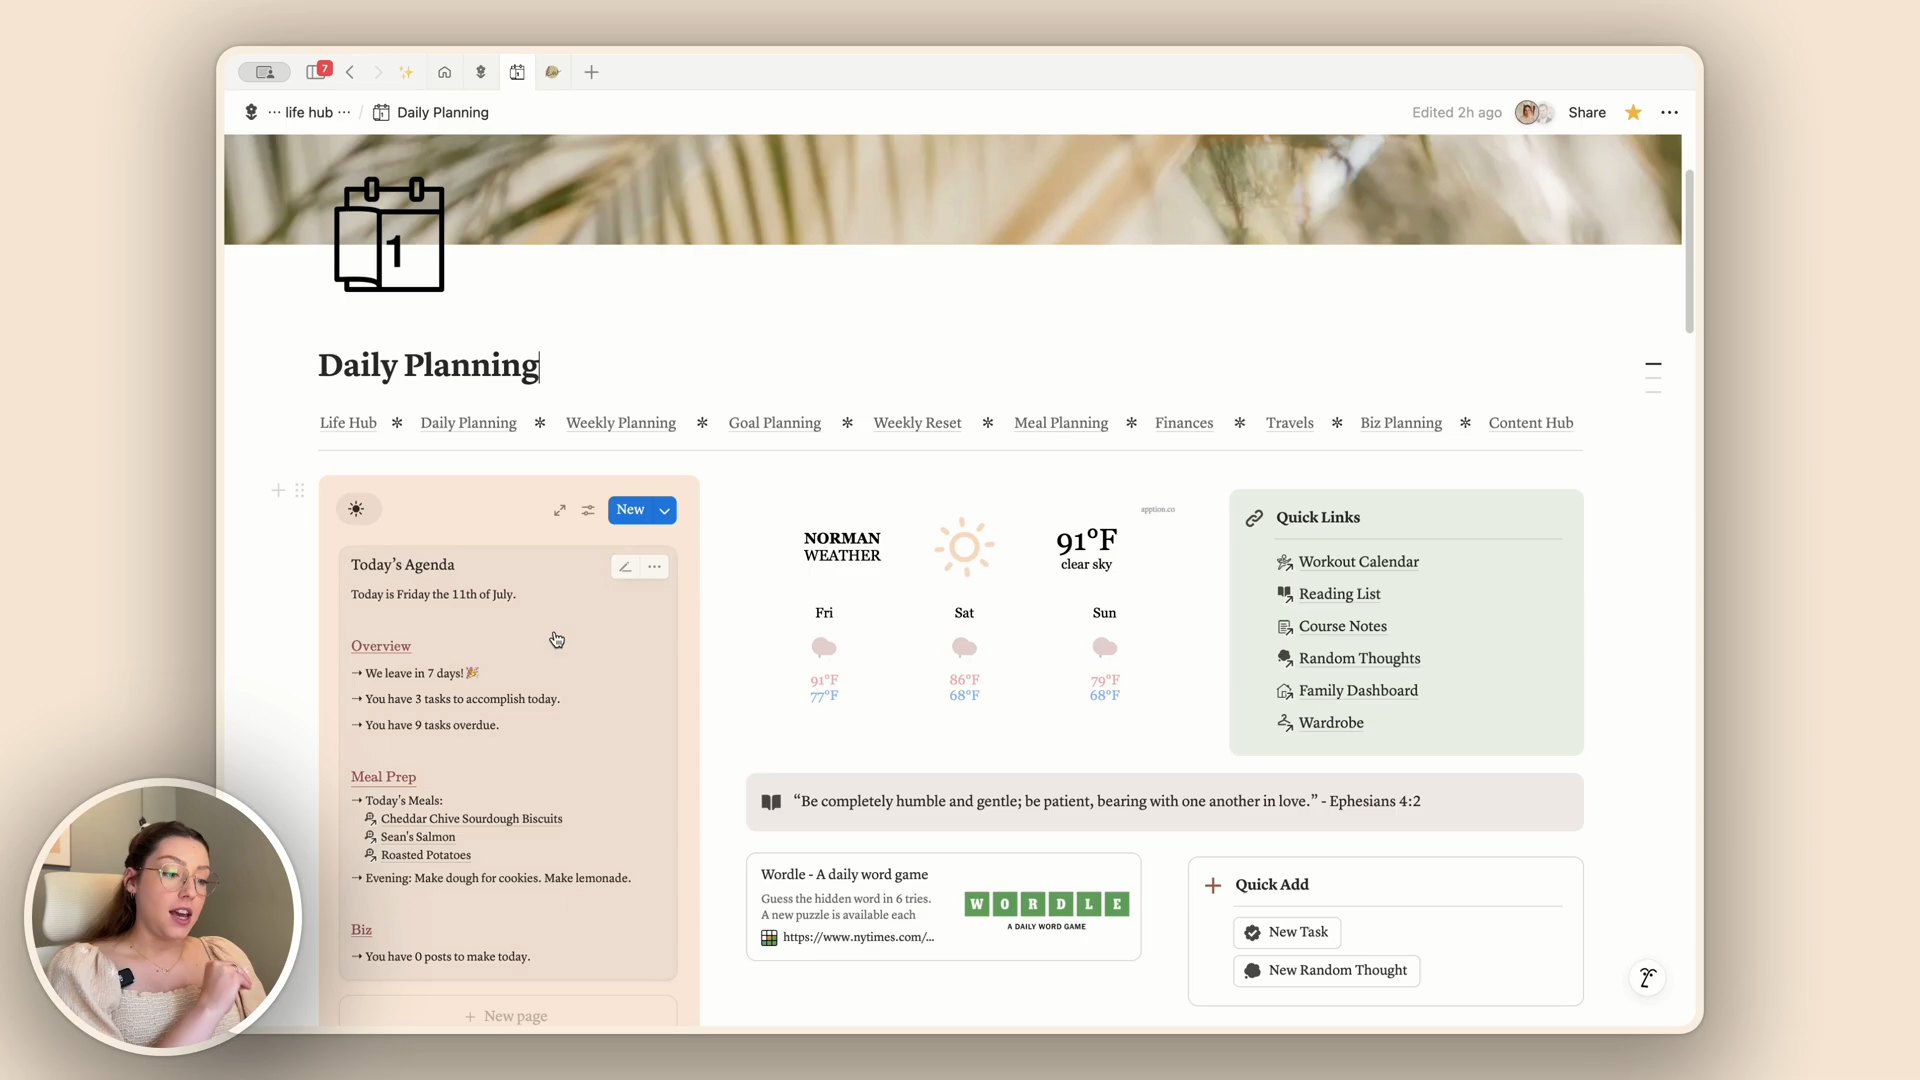 7
··· life hub ··· / Daily Planning
Edited 2h ago
Share
1
Daily Planning
Life Hub * Daily Planning * Weekly Planning * Goal Planning * Weekly Reset * Meal Planning * Finances * Travels * Biz Planning * Content Hub
New
Today’s Agenda
Today is Friday the 11th of July.
Overview
→ We leave in 7 days!🎉
→ You have 3 tasks to accomplish today.
→ You have 9 tasks overdue.
Meal Prep
→ Today's Meals:
Cheddar Chive Sourdough Biscuits
Sean's Salmon
Roasted Potatoes
→ Evening: Make dough for cookies. Make lemonade.
Biz
→ You have 0 posts to make today.
+ New page
apption.co
NORMAN
WEATHER
91°F
clear sky
Fri Sat Sun
91°F 86°F 79°F
77°F 68°F 68°F
Quick Links
Workout Calendar
Reading List
Course Notes
Random Thoughts
Family Dashboard
Wardrobe
“Be completely humble and gentle; be patient, bearing with one another in love.” - Ephesians 4:2
Wordle - A daily word game
Guess the hidden word in 6 tries.
A new puzzle is available each
https://www.nytimes.com/...
WORDLE
A DAILY WORD GAME
Quick Add
New Task
New Random Thought